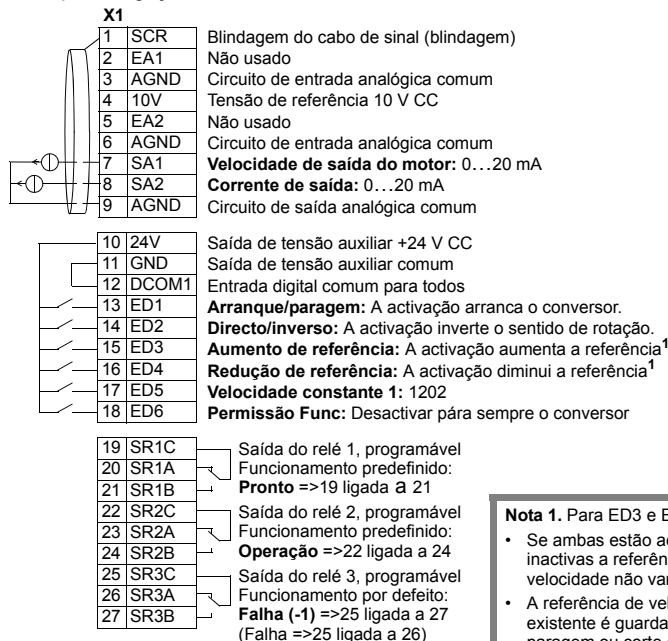 X1
1 SCR Blindagem do cabo de sinal (blindagem)
2 EA1 Não usado
3 AGND Circuito de entrada analógica comum
4 10V Tensão de referência 10 V CC
5 EA2 Não usado
6 AGND Circuito de entrada analógica comum
7 SA1 Velocidade de saída do motor: 0…20 mA
8 SA2 Corrente de saída: 0…20 mA
9 AGND Circuito de saída analógica comum
10 24V Saída de tensão auxiliar +24 V CC
11 GND Saída de tensão auxiliar comum
12 DCOM1 Entrada digital comum para todos
13 ED1 Arranque/paragem: A activação arranca o conversor.
14 ED2 Directo/inverso: A activação inverte o sentido de rotação.
15 ED3 Aumento de referência: A activação aumenta a referência1
16 ED4 Redução de referência: A activação diminui a referência1
17 ED5 Velocidade constante 1: 1202
18 ED6 Permissão Func: Desactivar pára sempre o conversor
19 SR1C Saída do relé 1, programável
20 SR1A Funcionamento predefinido:
21 SR1B Pronto =>19 ligada a 21
22 SR2C Saída do relé 2, programável
23 SR2A Funcionamento predefinido:
24 SR2B Operação =>22 ligada a 24
25 SR3C Saída do relé 3, programável
26 SR3A Funcionamento por defeito:
27 SR3B Falha (-1) =>25 ligada a 27
(Falha =>25 ligada a 26)
Nota 1. Para ED3 e E
• Se ambas estão ac
inactivas a referên
velocidade não var
• A referência de vel
existente é guarda